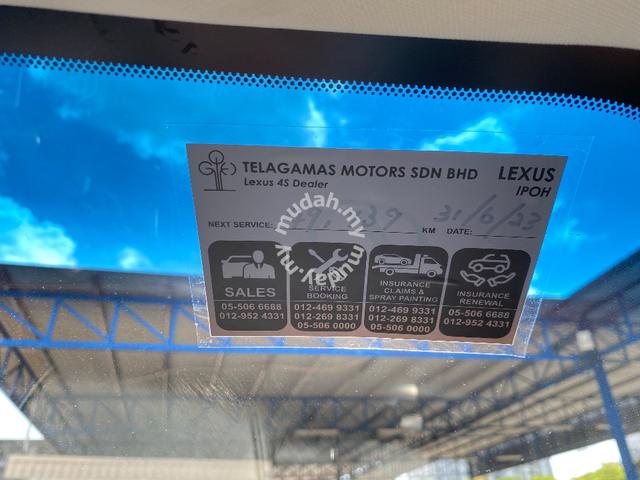 TELAGAMAS MOTORS SDN BHD LEXUS
Lexus 4S Dealer IPOH
mudah.my
NEXT SERVICE: KM DATE: 31/6/23
SALES
05-506 6688
012-952 4331
SERVICE
BOOKING
012-469 9331
012-269 8331
05-506 0000
INSURANCE
CLAIMS &
SPRAY PAINTING
012-469 9331
012-269 8331
05-506 0000
INSURANCE
RENEWAL
05-506 6688
012-952 4331
mudah.my